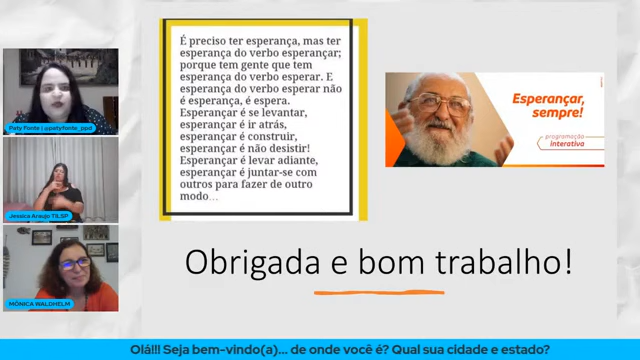 É preciso ter esperança, mas ter
esperança do verbo esperançar;
porque tem gente que tem
esperança do verbo esperar. E
esperança do verbo esperar não
é esperança, é espera.
Esperançar é se levantar,
esperançar é ir atrás,
esperançar é construir,
esperançar é não desistir!
Esperançar é levar adiante,
esperançar é juntar-se com
outros para fazer de outro
modo...
Esperançar,
sempre!
programação
interativa
Paty Fonte | @patyfonte_ppd
Jessica Araujo TILSP
MÔNICA WALDHELM
Obrigada e bom trabalho!
Olá!!! Seja bem-vindo(a)... de onde você é? Qual sua cidade e estado?